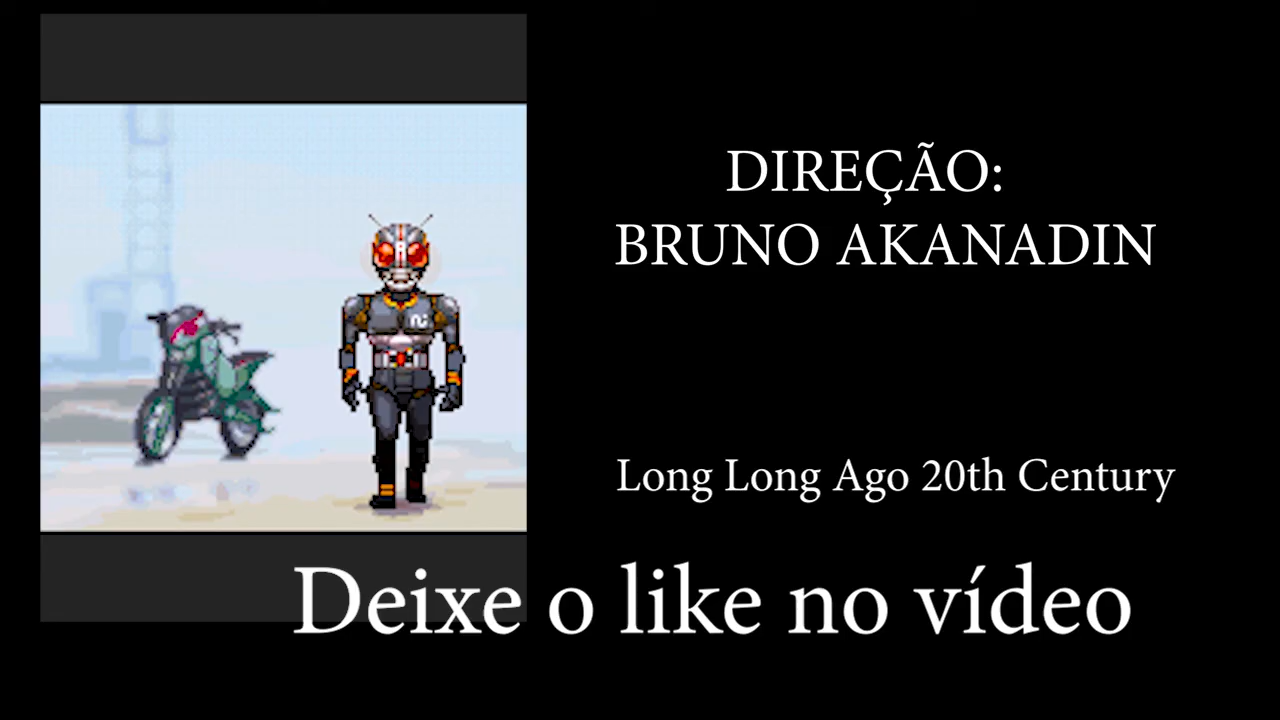 DIREÇÃO:
BRUNO AKANADIN
Long Long Ago 20th Century
Deixe o like no vídeo